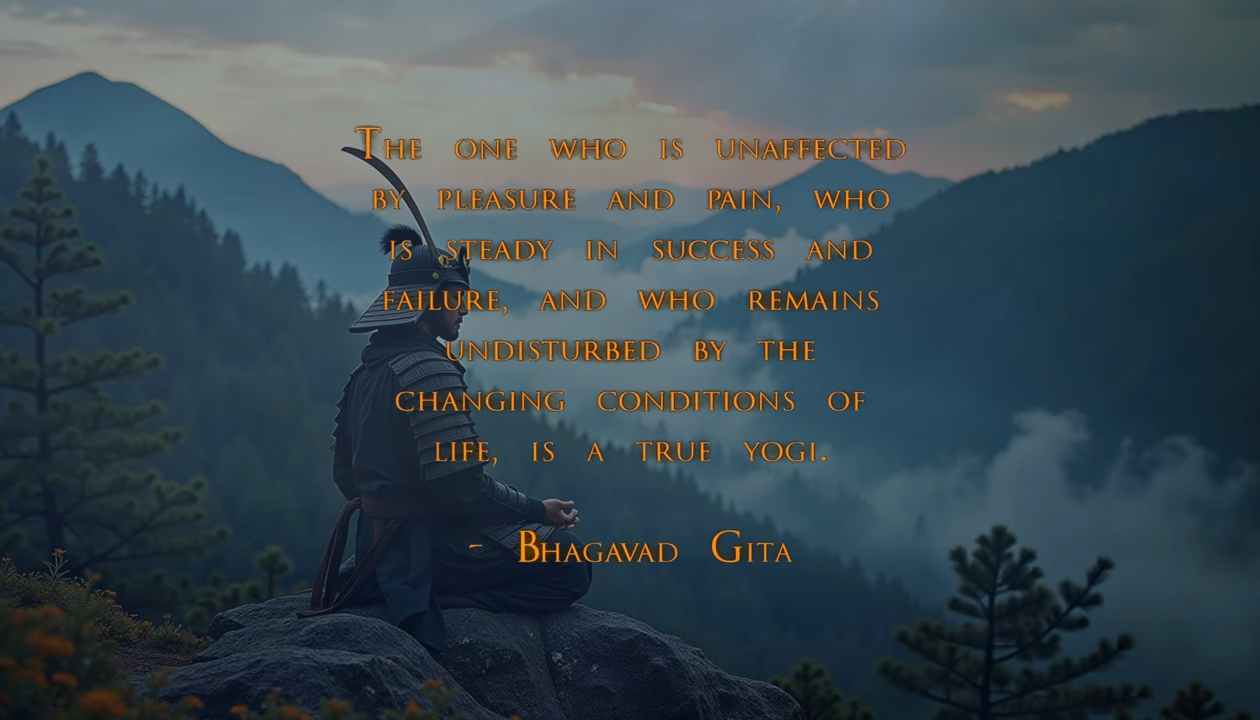 The one who is unaffected
by pleasure and pain, who
is steady in success and
failure, and who remains
undisturbed by the
changing conditions of
life, is a true yogi.
- Bhagavad Gita